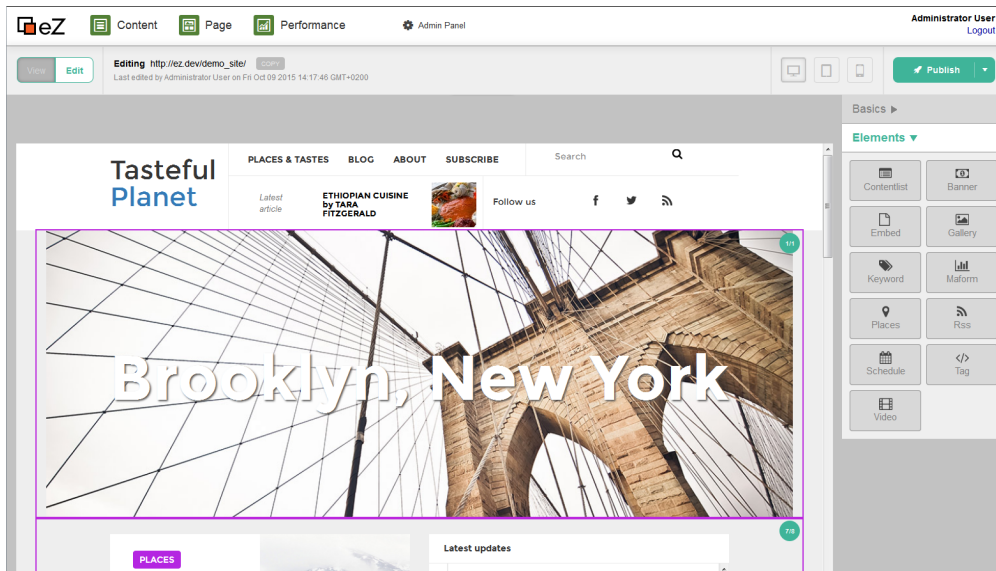 eZ Content Page Performance Admin Panel
Administrator User
Logout
View Edit
Editing http://ez.dev/demo_site/ COPY
Last edited by Administrator User on Fri Oct 09 2015 14:17:46 GMT+0200
Publish
Basics
Elements
Contentlist Banner
Embed Gallery
Keyword Maform
Places Rss
Schedule Tag
Video
Tasteful
Planet
PLACES & TASTES BLOG ABOUT SUBSCRIBE Search
Latest
article
ETHIOPIAN CUISINE
by TARA
FITZGERALD
Follow us
1/1
Brooklyn, New York
7/8
PLACES
Latest updates